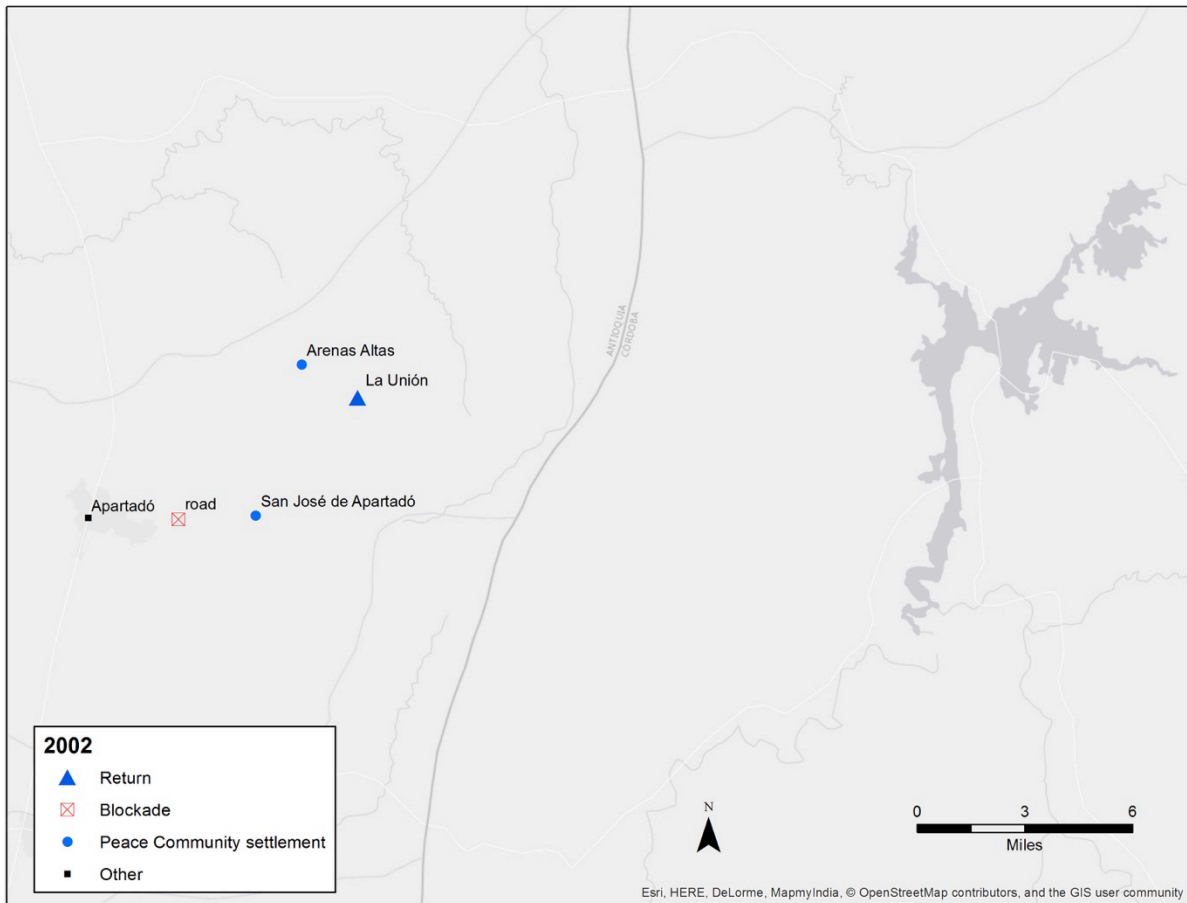 ANTIOQUIA
CÓRDOBA
Arenas Altas
La Unión
Apartadó
road
San José de Apartadó
2002
Return
Blockade
Peace Community settlement
Other
N
0 3 6
Miles
Esri, HERE, DeLorme, MapmyIndia, © OpenStreetMap contributors, and the GIS user community